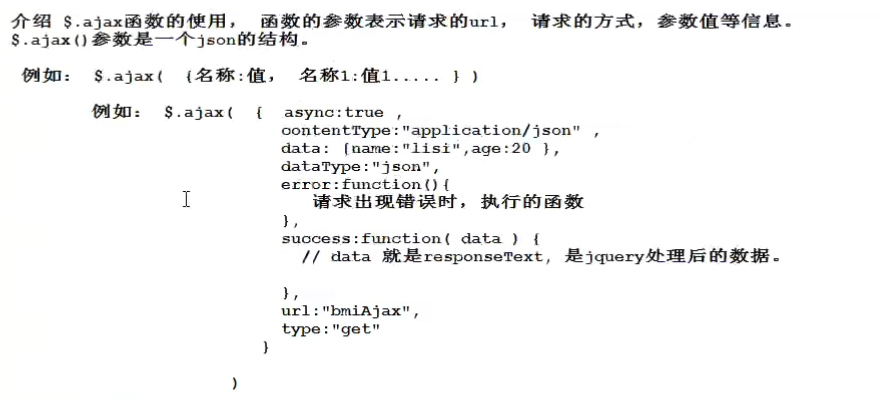 介绍 $.ajax函数的使用， 函数的参数表示请求的url， 请求的方式，参数值等信息。
$.ajax()参数是一个json的结构。
例如： $.ajax( {名称:值， 名称1:值1..... } )
例如： $.ajax( { async:true ,
contentType:"application/json" ,
data: {name:"lisi",age:20 },
dataType:"json",
error:function(){
请求出现错误时，执行的函数
},
success:function( data ) {
// data 就是responseText, 是jquery处理后的数据。
},
url:"bmiAjax",
type:"get"
}
)